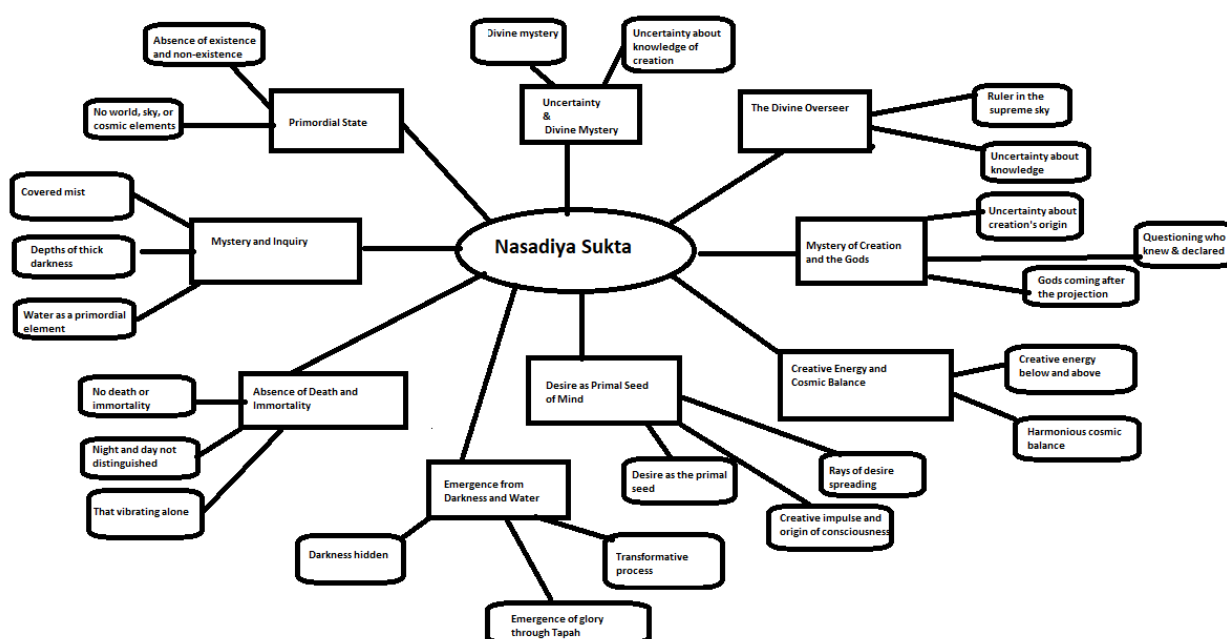 Absence of existence
and non-existence
No world, sky, or
cosmic elements
Primordial State
Divine mystery
Uncertainty about
knowledge of
creation
Uncertainty
&
Divine Mystery
The Divine Overseer
Ruler in the
supreme sky
Uncertainty about
knowledge
Covered mist
Depths of thick
darkness
Water as a primordial
element
Mystery and Inquiry
Nasadiya Sukta
Mystery of Creation
and the Gods
Uncertainty about
creation's origin
Questioning who
knew & declared
Gods coming after
the projection
No death or
immortality
Night and day not
distinguished
That vibrating alone
Absence of Death and
Immortality
Desire as Primal Seed
of Mind
Desire as the primal
seed
Rays of desire
spreading
Creative impulse and
origin of consciousness
Creative Energy and
Cosmic Balance
Creative energy
below and above
Harmonious cosmic
balance
Emergence from
Darkness and Water
Darkness hidden
Transformative
process
Emergence of glory
through Tapah